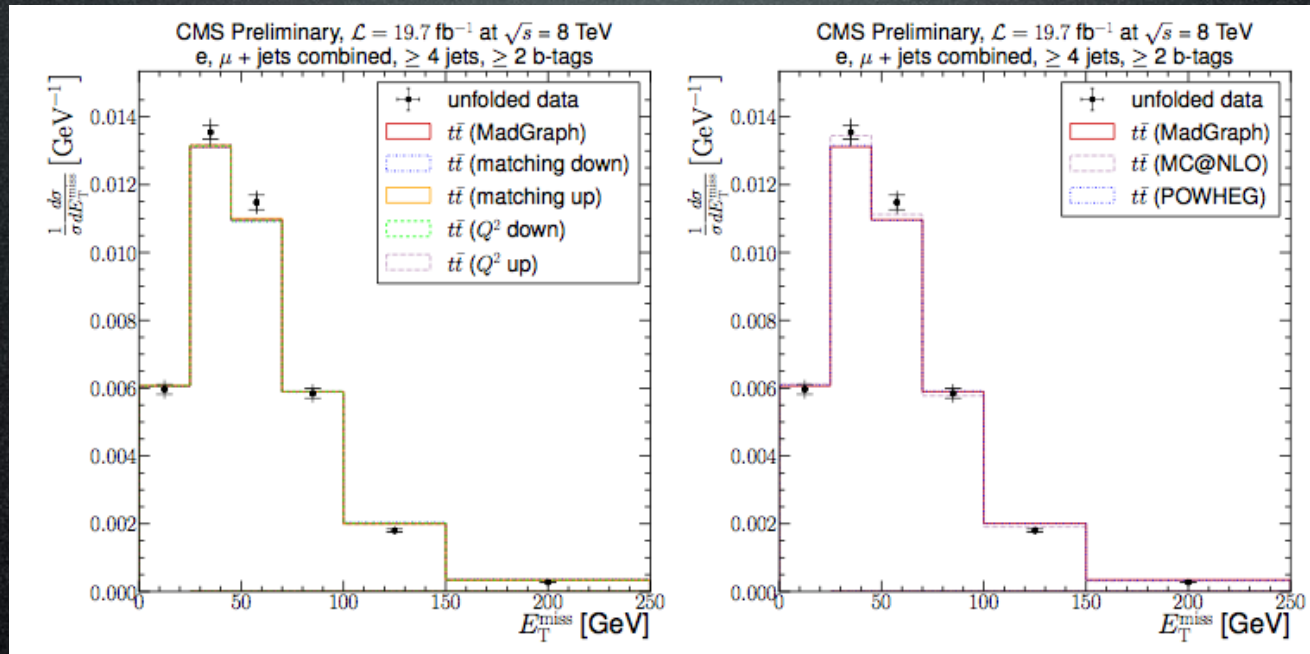 CMS Preliminary, ℒ = 19.7 fb⁻¹ at √s = 8 TeV
e, μ + jets combined, ≥ 4 jets, ≥ 2 b-tags
unfolded data
tt̄ (MadGraph)
tt̄ (matching down)
tt̄ (matching up)
tt̄ (Q² down)
tt̄ (Q² up)
1/σ dσ/dE_T^miss [GeV⁻¹]
0.014
0.012
0.010
0.008
0.006
0.004
0.002
0.000
0 50 100 150 200 250
E_T^miss [GeV]
CMS Preliminary, ℒ = 19.7 fb⁻¹ at √s = 8 TeV
e, μ + jets combined, ≥ 4 jets, ≥ 2 b-tags
unfolded data
tt̄ (MadGraph)
tt̄ (MC@NLO)
tt̄ (POWHEG)
1/σ dσ/dE_T^miss [GeV⁻¹]
0.014
0.012
0.010
0.008
0.006
0.004
0.002
0.000
0 50 100 150 200 250
E_T^miss [GeV]